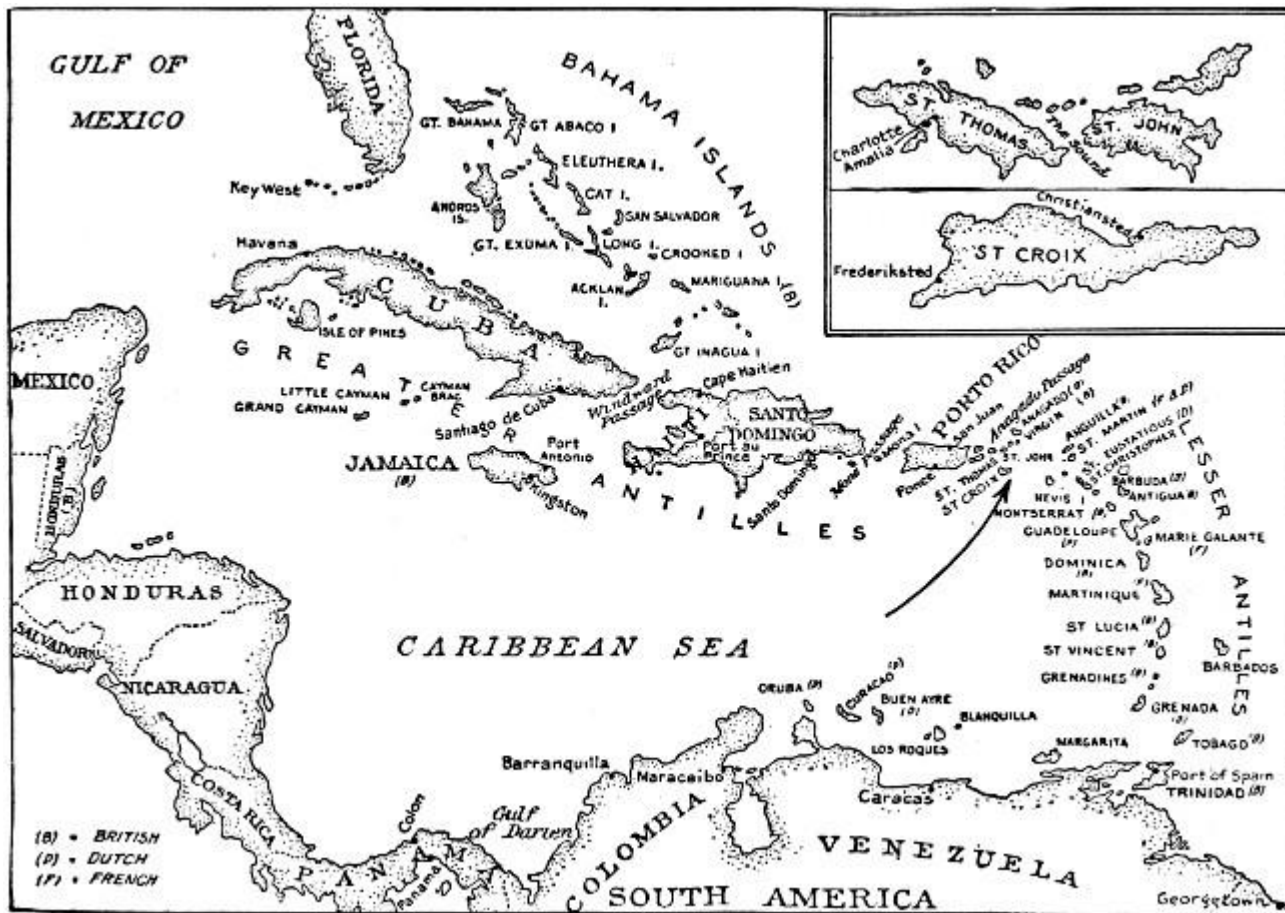 GULF OF
MEXICO
FLORIDA
Key West
BAHAMA ISLANDS (B)
GT. BAHAMA
GT ABACO I
ELEUTHERA I.
CAT I.
ANDROS
IS.
SAN SALVADOR
GT. EXUMA I.
LONG I.
CROOKED I
ACKLAN
I.
MARIGUANA I.
GT INAGUA I
Havana
CUBA
ISLE OF PINES
GREATER ANTILLES
LITTLE CAYMAN
CAYMAN
BRAC
GRAND CAYMAN
Santiago de Cuba
Windward
Passage
Cape Haitien
HAITI
Port au
Prince
SANTO
DOMINGO
Santo Domingo
Mona Passage
JAMAICA
(B)
Port
Antonio
Kingston
PORTO RICO
San Juan
Ponce
Anagada Passage
ANAGADO (B)
VIRGIN (B)
ST. JOHN
ST. THOMAS
ST CROIX
ANGUILLA
ST. MARTIN (F & D)
ST. EUSTATIOUS (D)
ST CHRISTOPHER
BARBUDA
ANTIGUA
NEVIS I
MONTSERRAT
GUADELOUPE
MARIE GALANTE
(F)
DOMINICA
(B)
MARTINIQUE
(F)
ST LUCIA (B)
ST VINCENT (B)
GRENADINES (B)
BARBADOS
GRENADA
TOBAGO (B)
Port of Spain
TRINIDAD (B)
LESSER ANTILLES
ST THOMAS
Charlotte
Amalia
The Sound
ST. JOHN
Christiansted
ST CROIX
Frederiksted
MEXICO
HONDURAS
(B)
HONDURAS
SALVADOR
NICARAGUA
COSTA RICA
PANAMA
Colon
Panama
Gulf
of Darien
CARIBBEAN SEA
ORUBA (D)
CURACAO (D)
BUEN AYRE
(D)
BLANQUILLA
LOS ROQUES
MARGARITA
Barranquilla
Maracaibo
Caracas
COLOMBIA
VENEZUELA
SOUTH AMERICA
Georgetown
(B) = BRITISH
(D) = DUTCH
(F) = FRENCH